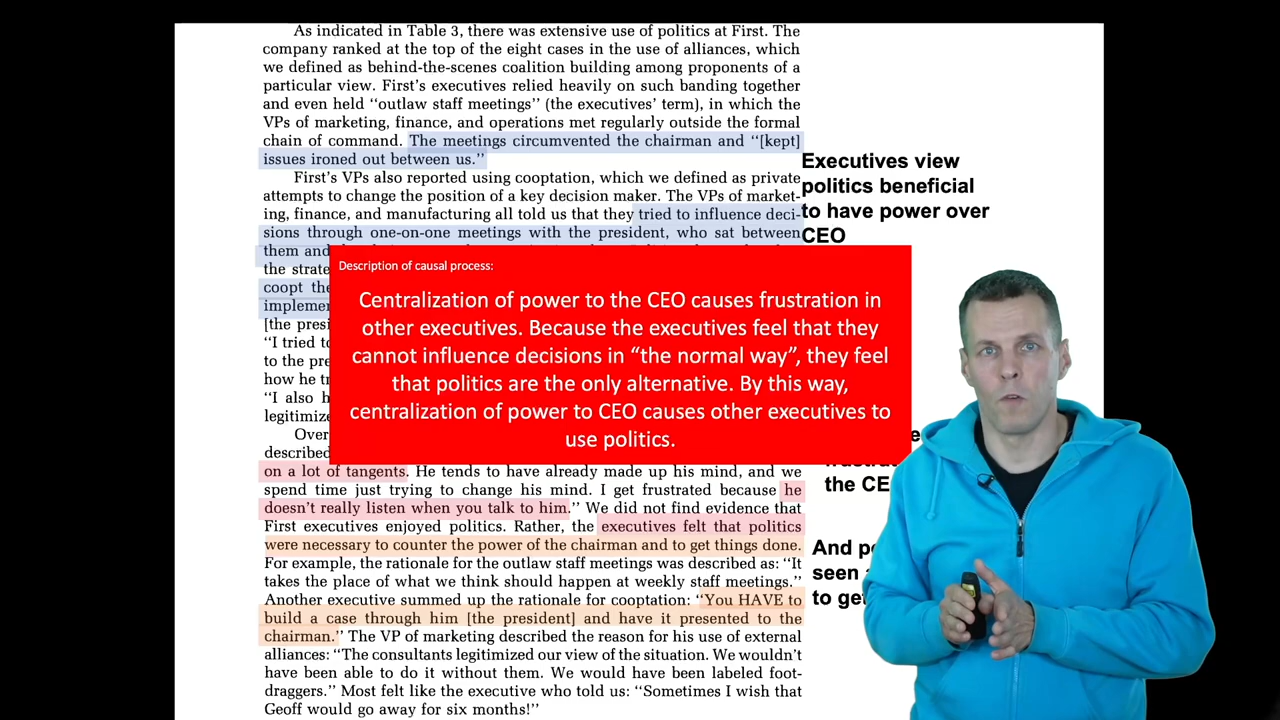 As indicated in Table 3, there was extensive use of politics at First. The
company ranked at the top of the eight cases in the use of alliances, which
we defined as behind-the-scenes coalition building among proponents of a
particular view. First's executives relied heavily on such banding together
and even held “outlaw staff meetings” (the executives' term), in which the
VPs of marketing, finance, and operations met regularly outside the formal
chain of command. The meetings circumvented the chairman and “[kept]
issues ironed out between us.”
First's VPs also reported using cooptation, which we defined as private
attempts to change the position of a key decision maker. The VPs of market-
ing, finance, and manufacturing all told us that they tried to influence deci-
sions through one-on-one meetings with the president, who sat between
them and
the strate
coopt the
implemen
[the presi
“I tried to
to the pre
how he tr
“I also h
legitimize
Over
described
on a lot of tangents. He tends to have already made up his mind, and we
spend time just trying to change his mind. I get frustrated because he
doesn't really listen when you talk to him.” We did not find evidence that
First executives enjoyed politics. Rather, the executives felt that politics
were necessary to counter the power of the chairman and to get things done.
For example, the rationale for the outlaw staff meetings was described as: “It
takes the place of what we think should happen at weekly staff meetings.”
Another executive summed up the rationale for cooptation: “You HAVE to
build a case through him [the president] and have it presented to the
chairman.” The VP of marketing described the reason for his use of external
alliances: “The consultants legitimized our view of the situation. We wouldn't
have been able to do it without them. We would have been labeled foot-
draggers.” Most felt like the executive who told us: “Sometimes I wish that
Geoff would go away for six months!”
Executives view
politics beneficial
to have power over
CEO
Description of causal process:
Centralization of power to the CEO causes frustration in
other executives. Because the executives feel that they
cannot influence decisions in “the normal way”, they feel
that politics are the only alternative. By this way,
centralization of power to CEO causes other executives to
use politics.
the CE
And po
seen a
to get